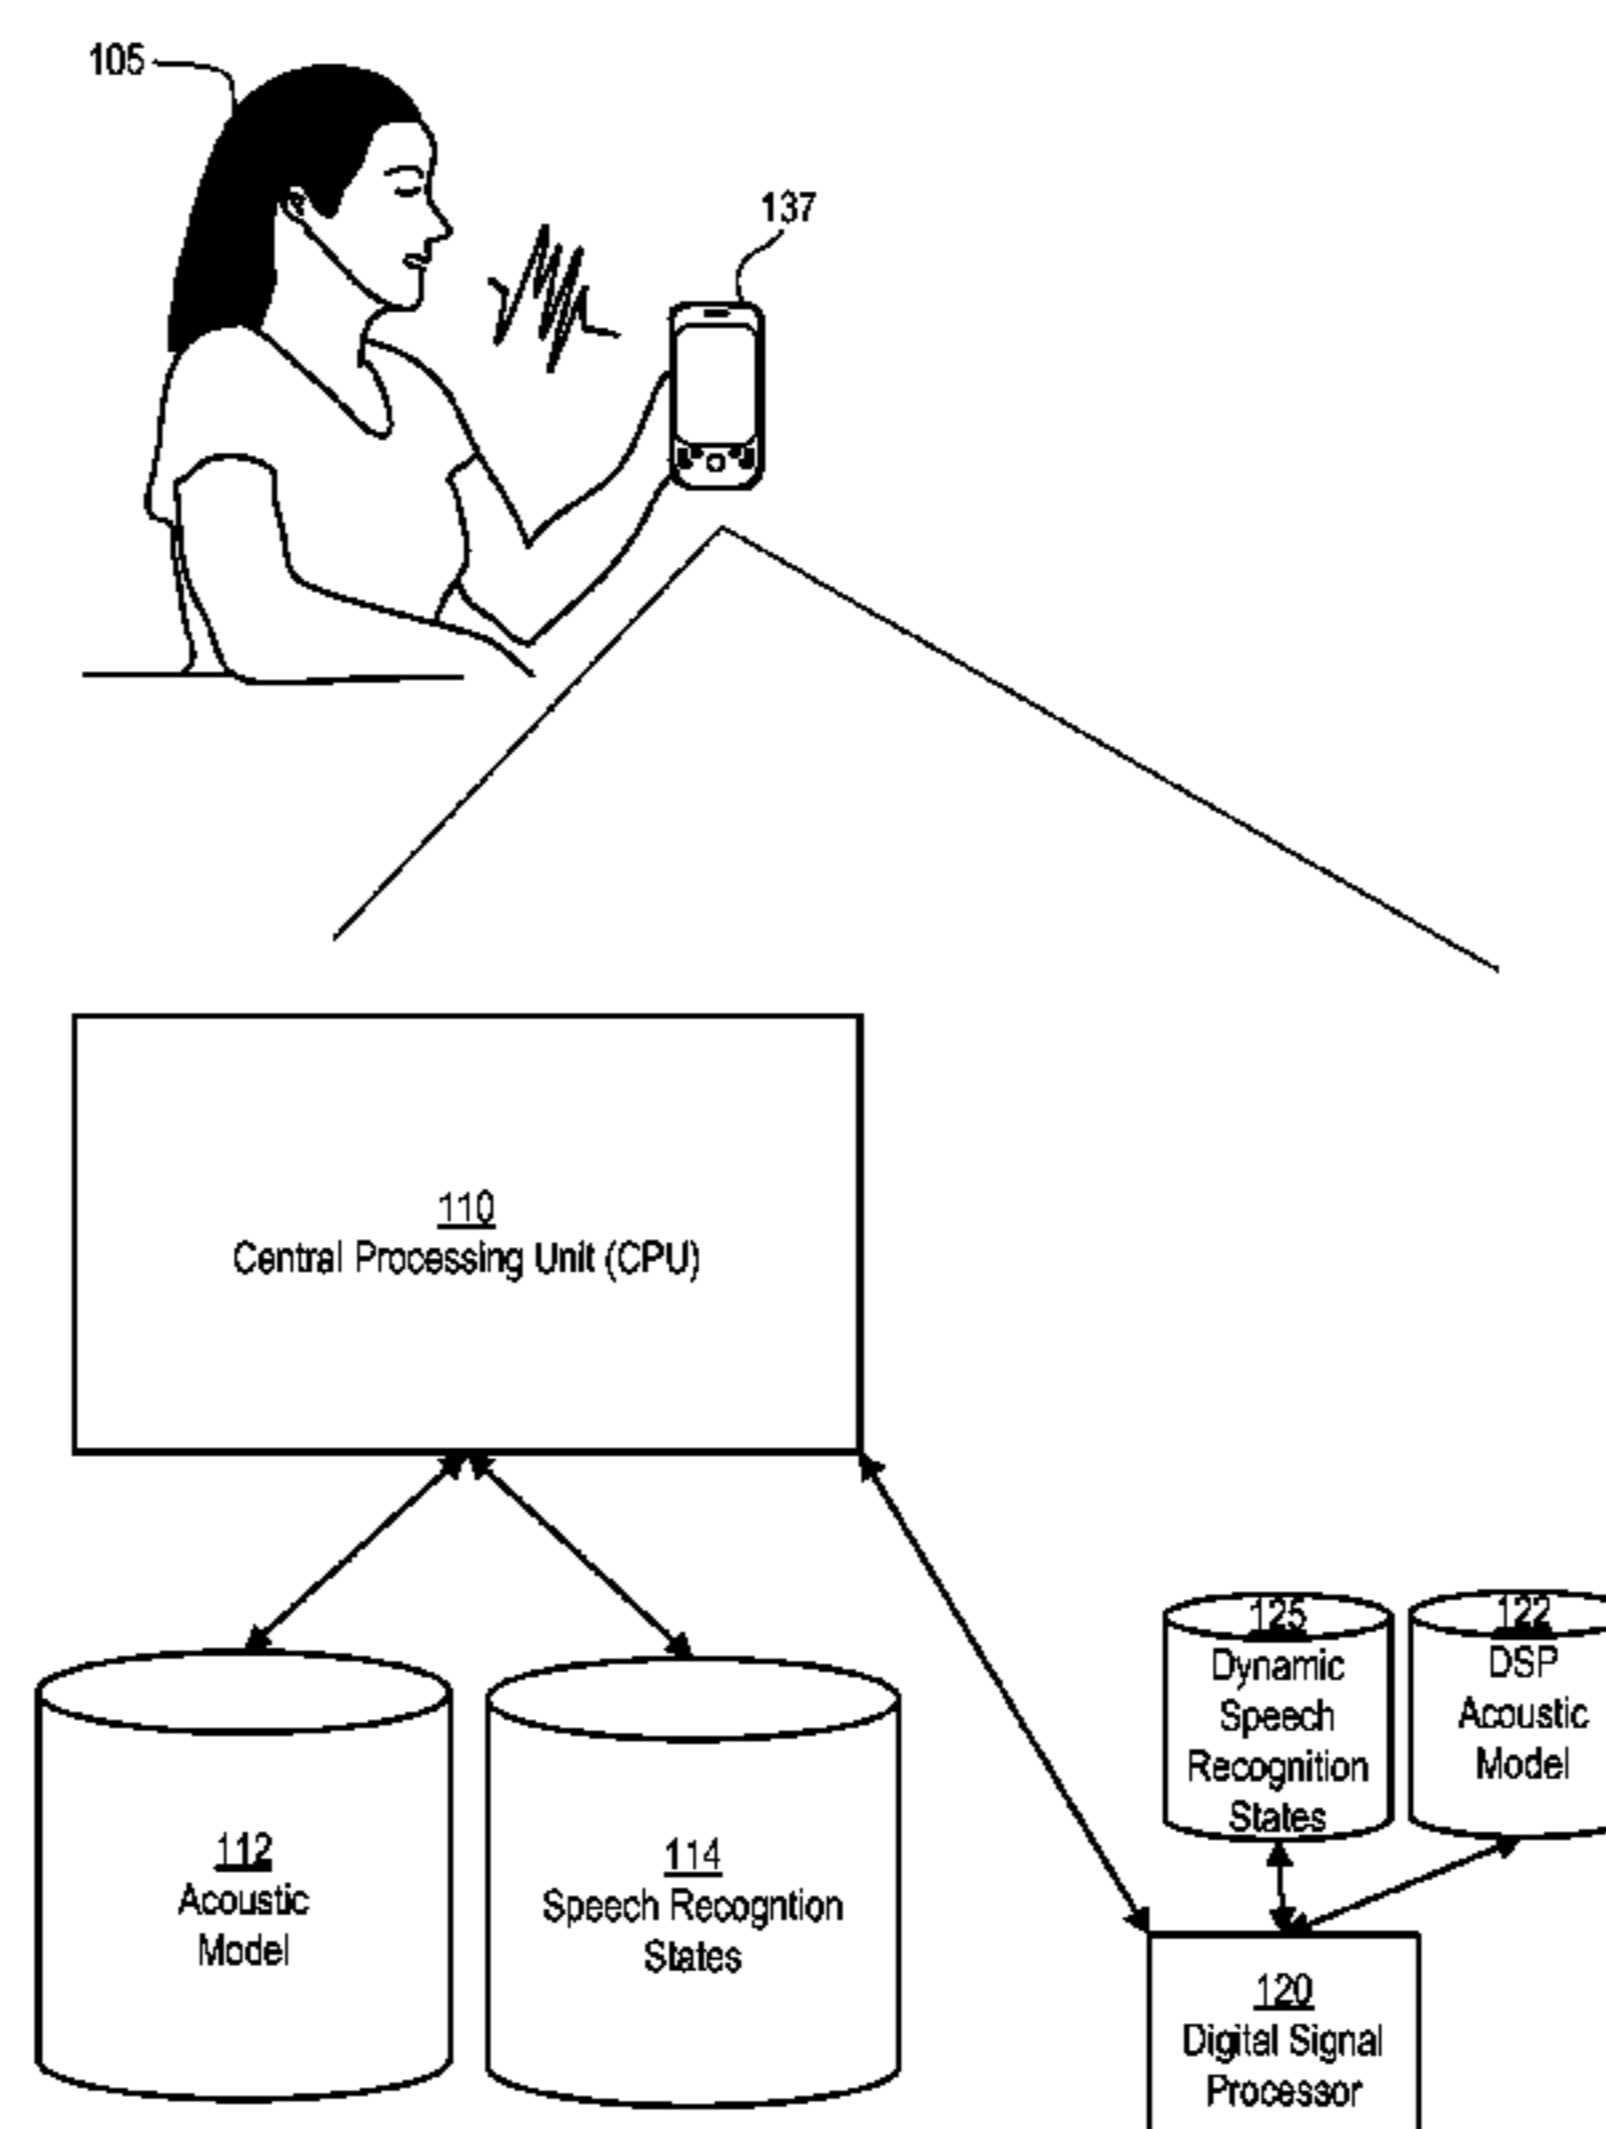 105
137
110
Central Processing Unit (CPU)
112
Acoustic
Model
114
Speech Recogntion
States
125
Dynamic
Speech
Recognition
States
122
DSP
Acoustic
Model
120
Digital Signal
Processor